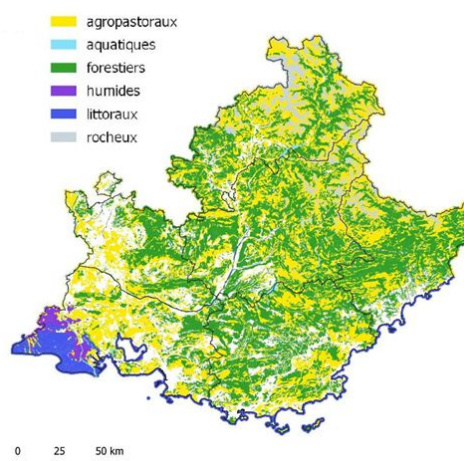 agropastoraux
aquatiques
forestiers
humides
littoraux
rocheux
0 25 50 km